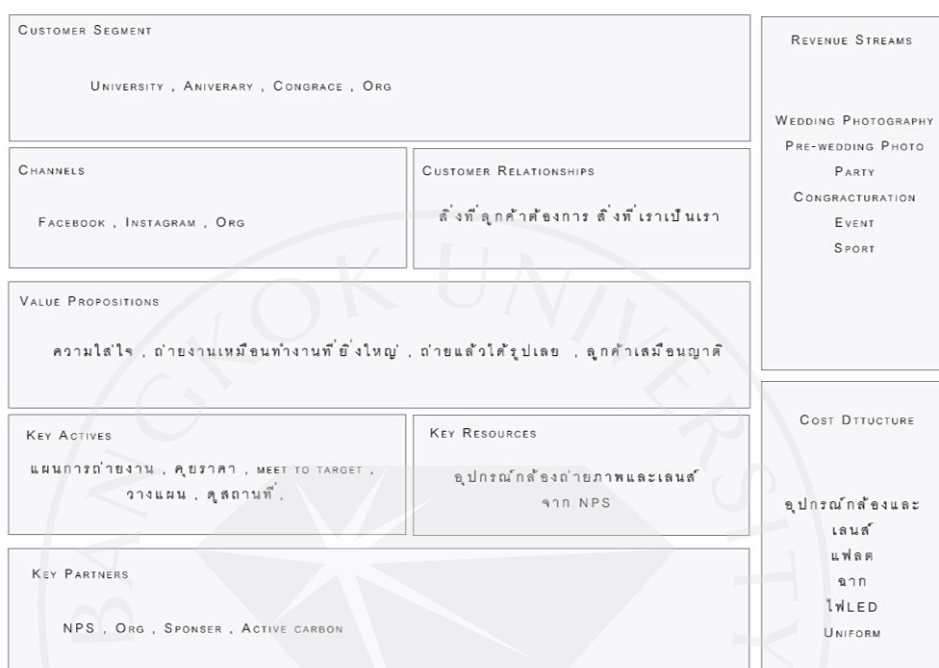 CUSTOMER SEGMENT
UNIVERSITY , ANIVERARY , CONGRACE , ORG
CHANNELS
FACEBOOK , INSTAGRAM , ORG
CUSTOMER RELATIONSHIPS
สิ่งที่ลูกค้าต้องการ สิ่งที่เราเป็นเรา
VALUE PROPOSITIONS
ความใส่ใจ , ถ่ายงานเหมือนทำงานที่ยิ่งใหญ่ , ถ่ายแล้วได้รูปเลย , ลูกค้าเสมือนญาติ
KEY ACTIVES
แผนการถ่ายงาน , คุยราคา , MEET TO TARGET ,
วางแผน , ดูสถานที่ ,
KEY RESOURCES
อุปกรณ์กล้องถ่ายภาพและเลนส์
จาก NPS
KEY PARTNERS
NPS , ORG , SPONSER , ACTIVE CARBON
REVENUE STREAMS
WEDDING PHOTOGRAPHY
PRE-WEDDING PHOTO
PARTY
CONGRACTURATION
EVENT
SPORT
COST DTTUCTURE
อุปกรณ์กล้องและ
เลนส์
แฟลต
ฉาก
ไฟLED
UNIFORM
BANGKOK UNIVERSITY